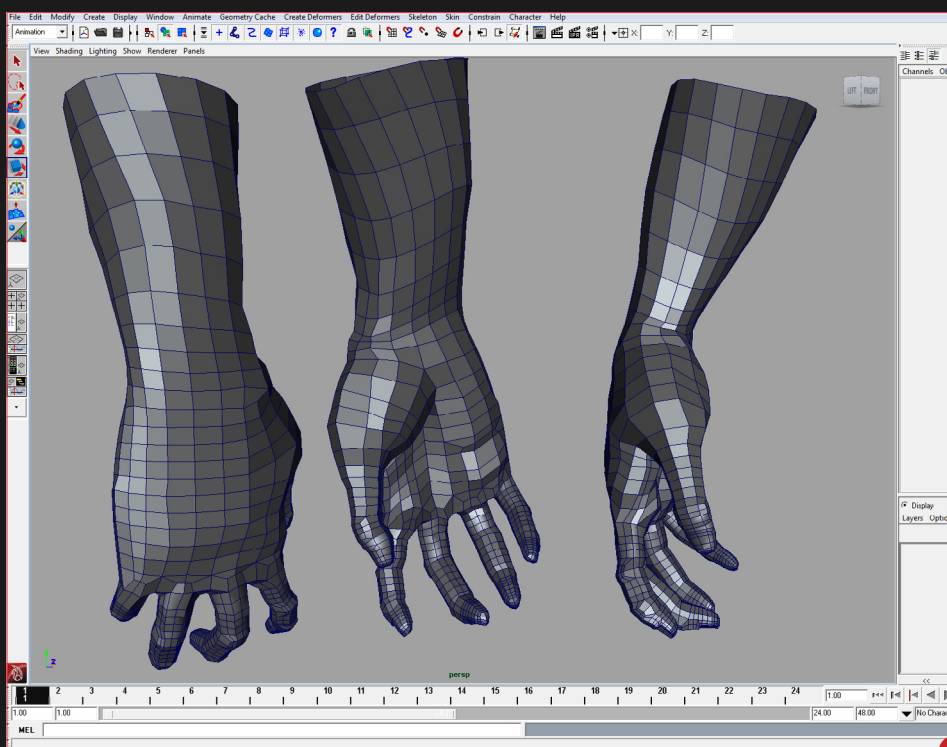 File Edit Modify Create Display Window Animate Geometry Cache Create Deformers Edit Deformers Skeleton Skin Constrain Character Help
Animation X: Y: Z:
View Shading Lighting Show Renderer Panels
Channels
LEFT FRONT
Display
Layers
z
persp
1 2 3 4 5 6 7 8 9 10 11 12 13 14 15 16 17 18 19 20 21 22 23 24 1.00
1
1.00 1.00 24.00 48.00 No Charac
MEL